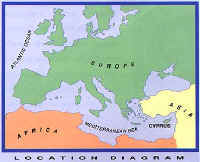 ATLANTIC OCEAN
EUROPE
ASIA
AFRICA
MEDITERRANEAN SEA
CYPRUS
LOCATION DIAGRAM